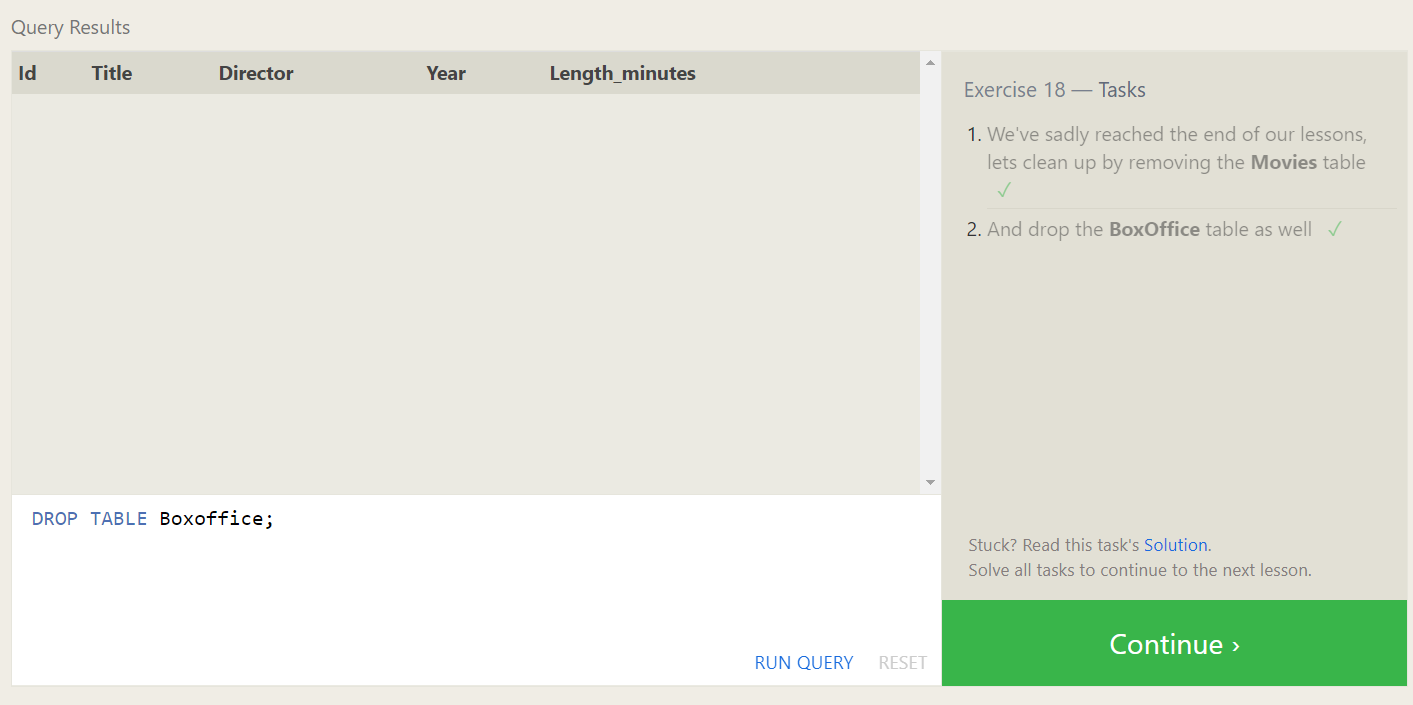 Query Results
Id Title Director Year Length_minutes
DROP TABLE Boxoffice;
RUN QUERY RESET
Exercise 18 — Tasks
1. We've sadly reached the end of our lessons,
lets clean up by removing the Movies table
✓
2. And drop the BoxOffice table as well ✓
Stuck? Read this task's Solution.
Solve all tasks to continue to the next lesson.
Continue ›